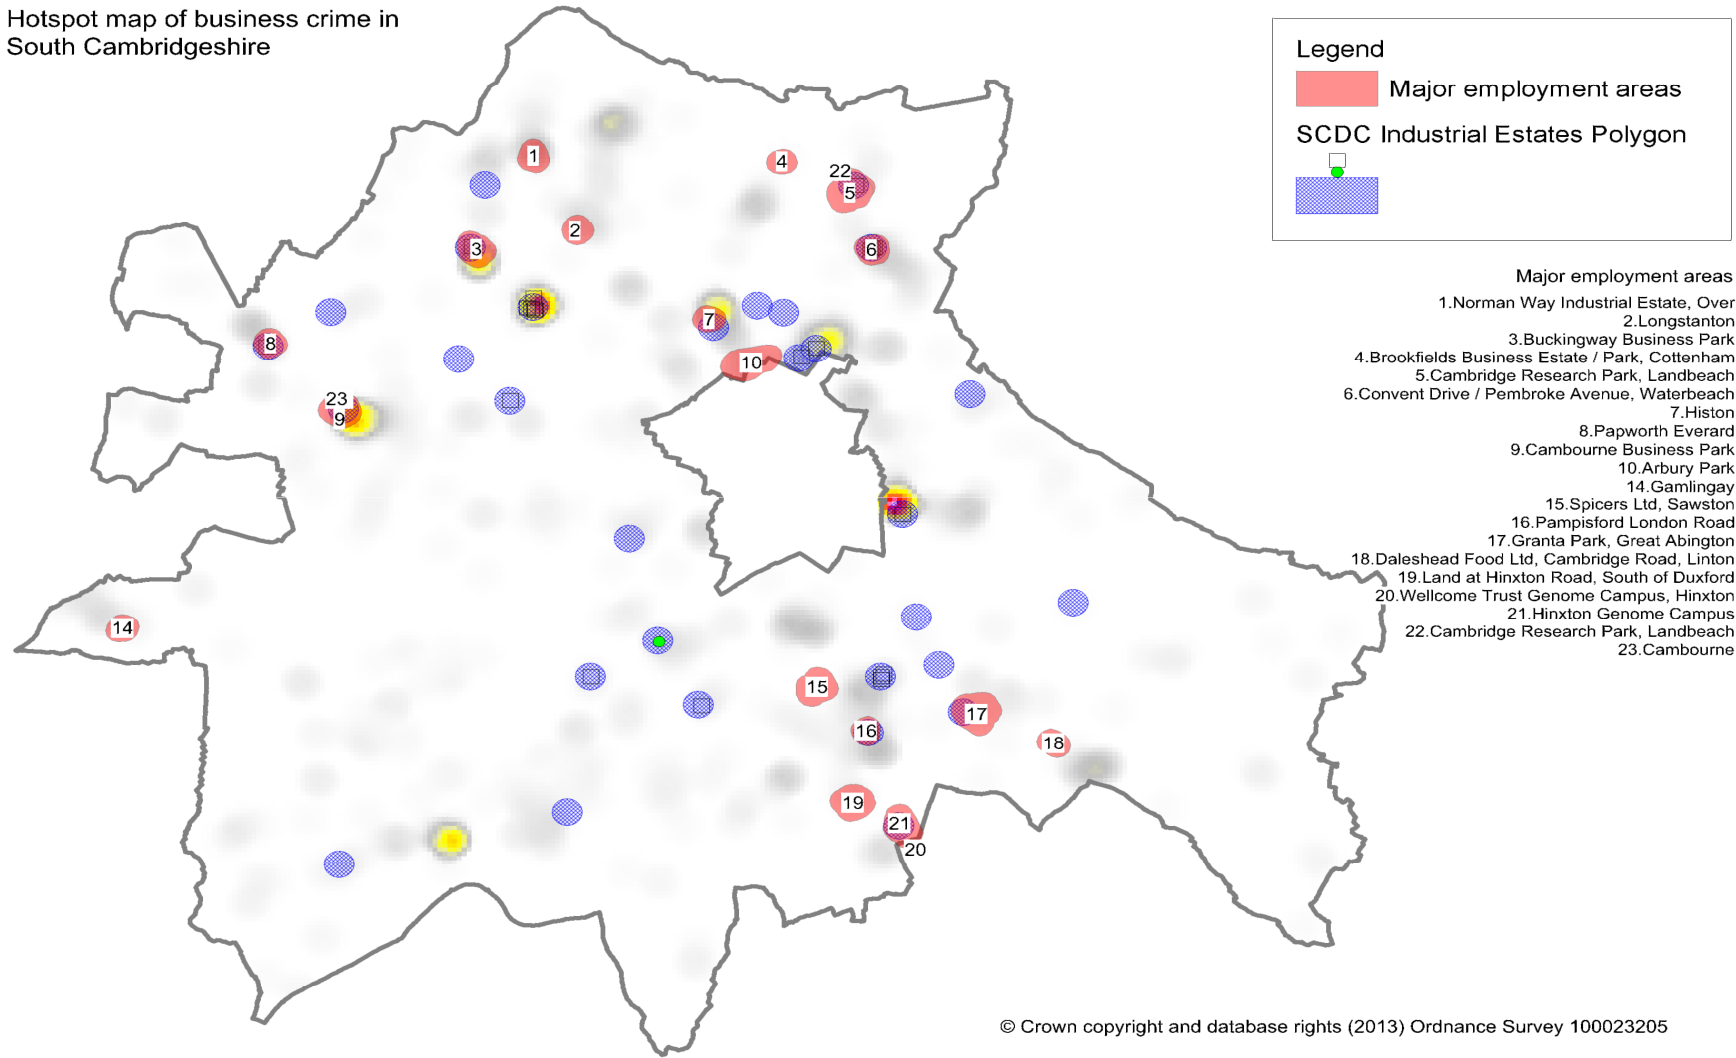 Hotspot map of business crime in
South Cambridgeshire
Legend
Major employment areas
SCDC Industrial Estates Polygon
Major employment areas
1.Norman Way Industrial Estate, Over
2.Longstanton
3.Buckingway Business Park
4.Brookfields Business Estate / Park, Cottenham
5.Cambridge Research Park, Landbeach
6.Convent Drive / Pembroke Avenue, Waterbeach
7.Histon
8.Papworth Everard
9.Cambourne Business Park
10.Arbury Park
14.Gamlingay
15.Spicers Ltd, Sawston
16.Pampisford London Road
17.Granta Park, Great Abington
18.Daleshead Food Ltd, Cambridge Road, Linton
19.Land at Hinxton Road, South of Duxford
20.Wellcome Trust Genome Campus, Hinxton
21.Hinxton Genome Campus
22.Cambridge Research Park, Landbeach
23.Cambourne
1
4
22
5
2
3
6
7
8
10
23
9
14
15
17
16
18
19
21
20
© Crown copyright and database rights (2013) Ordnance Survey 100023205